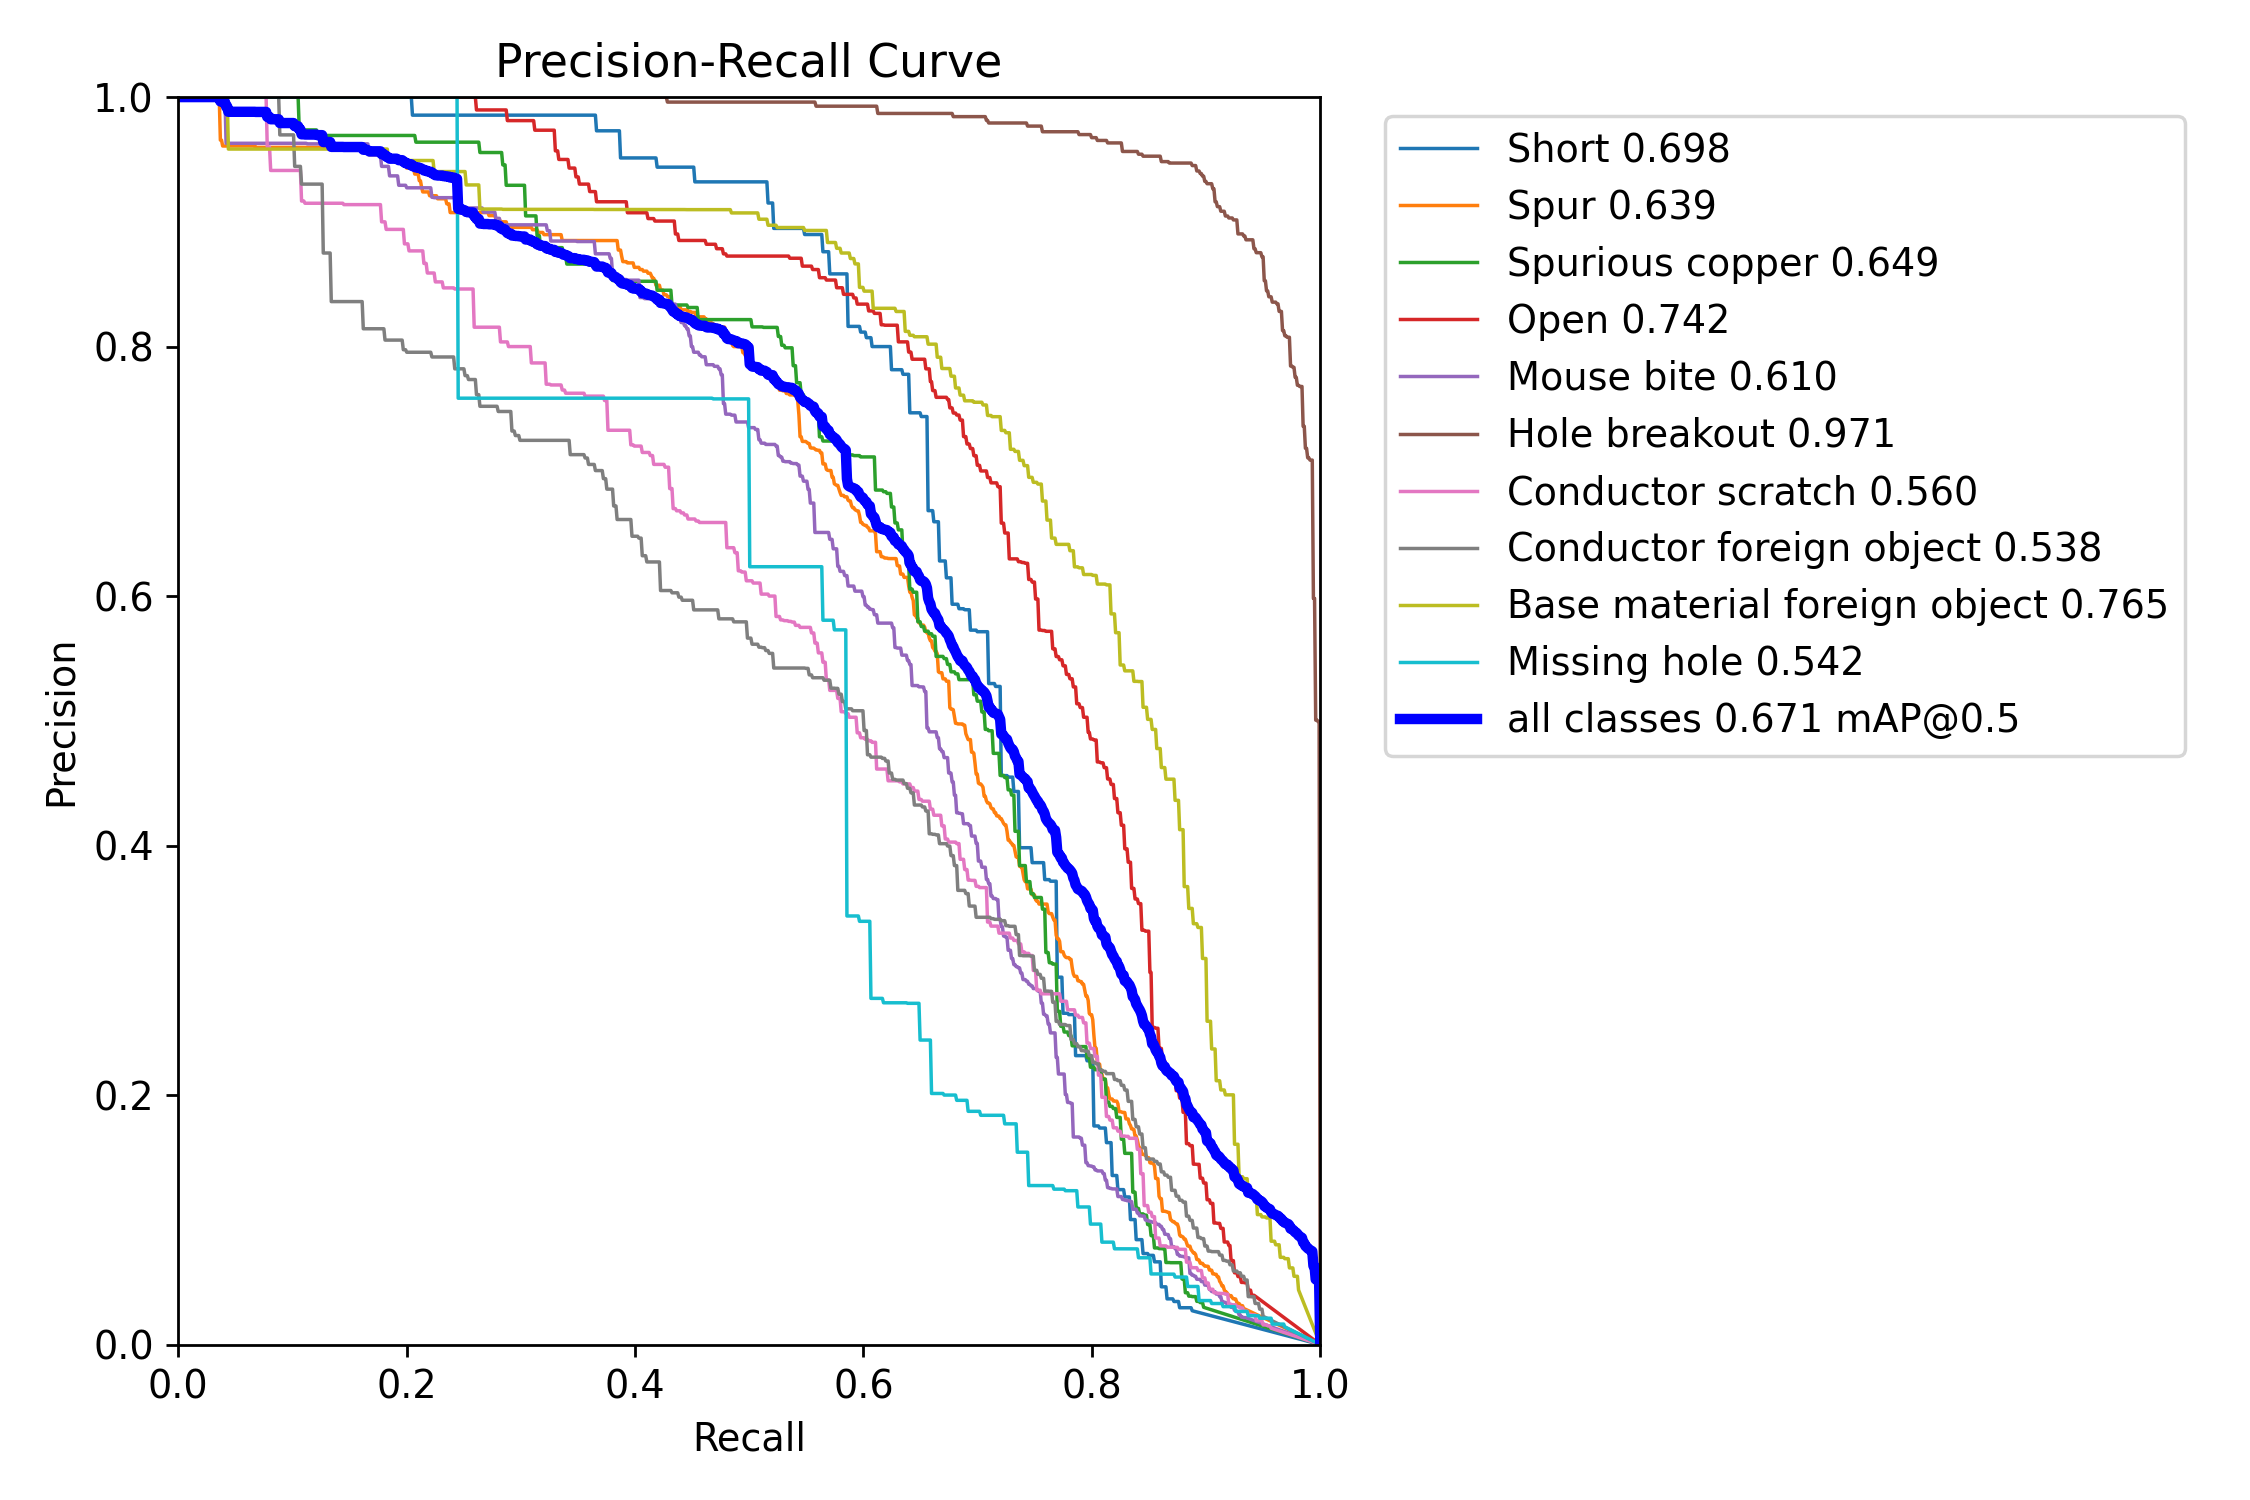 Precision-Recall Curve
1.0
0.8
0.6
0.4
0.2
0.0
Precision
0.0 0.2 0.4 0.6 0.8 1.0
Recall
Short 0.698
Spur 0.639
Spurious copper 0.649
Open 0.742
Mouse bite 0.610
Hole breakout 0.971
Conductor scratch 0.560
Conductor foreign object 0.538
Base material foreign object 0.765
Missing hole 0.542
all classes 0.671 mAP@0.5